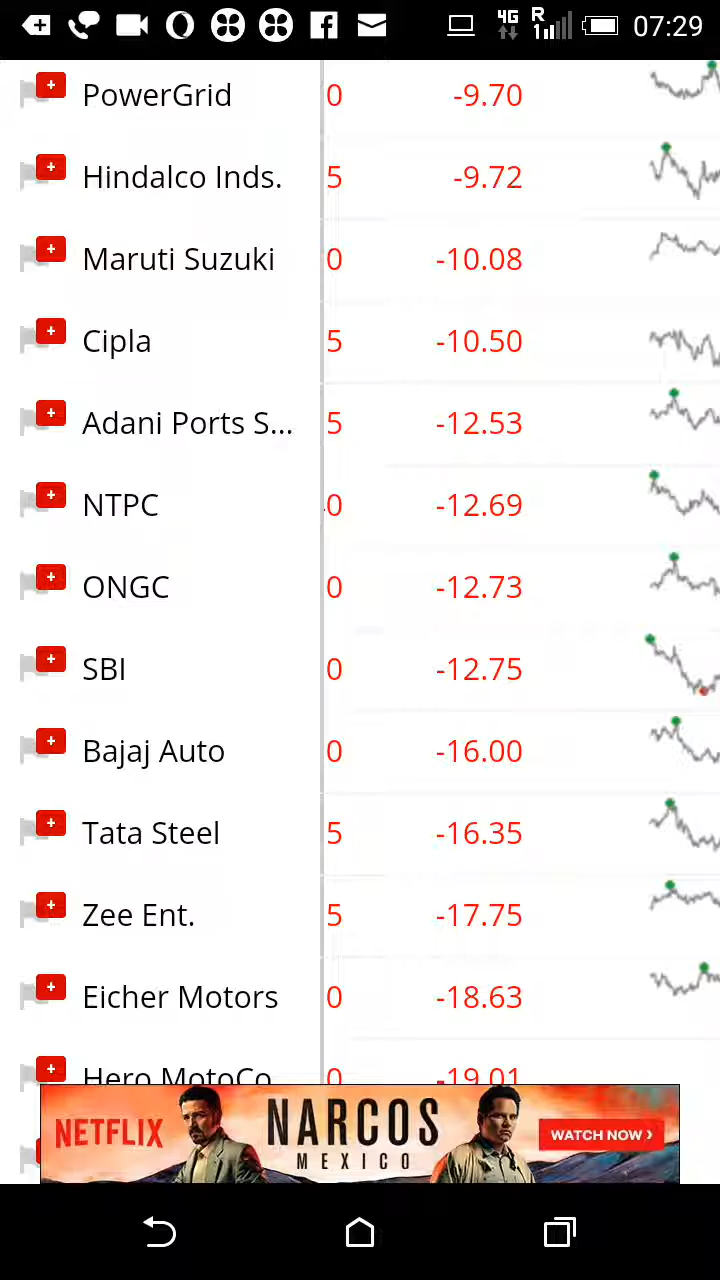 4G R 1 07:29
PowerGrid 0 -9.70
Hindalco Inds. 5 -9.72
Maruti Suzuki 0 -10.08
Cipla 5 -10.50
Adani Ports S... 5 -12.53
NTPC 0 -12.69
ONGC 0 -12.73
SBI 0 -12.75
Bajaj Auto 0 -16.00
Tata Steel 5 -16.35
Zee Ent. 5 -17.75
Eicher Motors 0 -18.63
Hero MotoCo 0 -19.01
NETFLIX
NARCOS
MEXICO
WATCH NOW ›